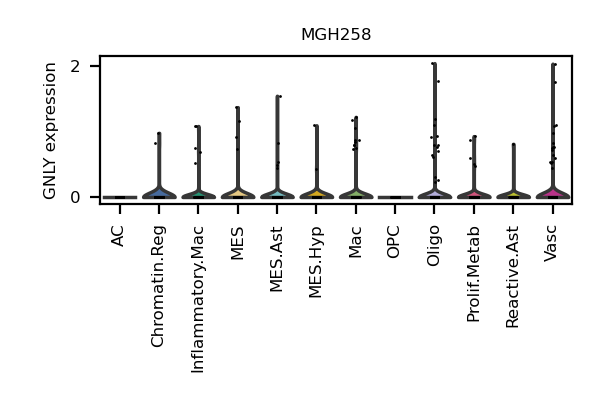 MGH258
GNLY expression
2
0
AC
Chromatin.Reg
Inflammatory.Mac
MES
MES.Ast
MES.Hyp
Mac
OPC
Oligo
Prolif.Metab
Reactive.Ast
Vasc